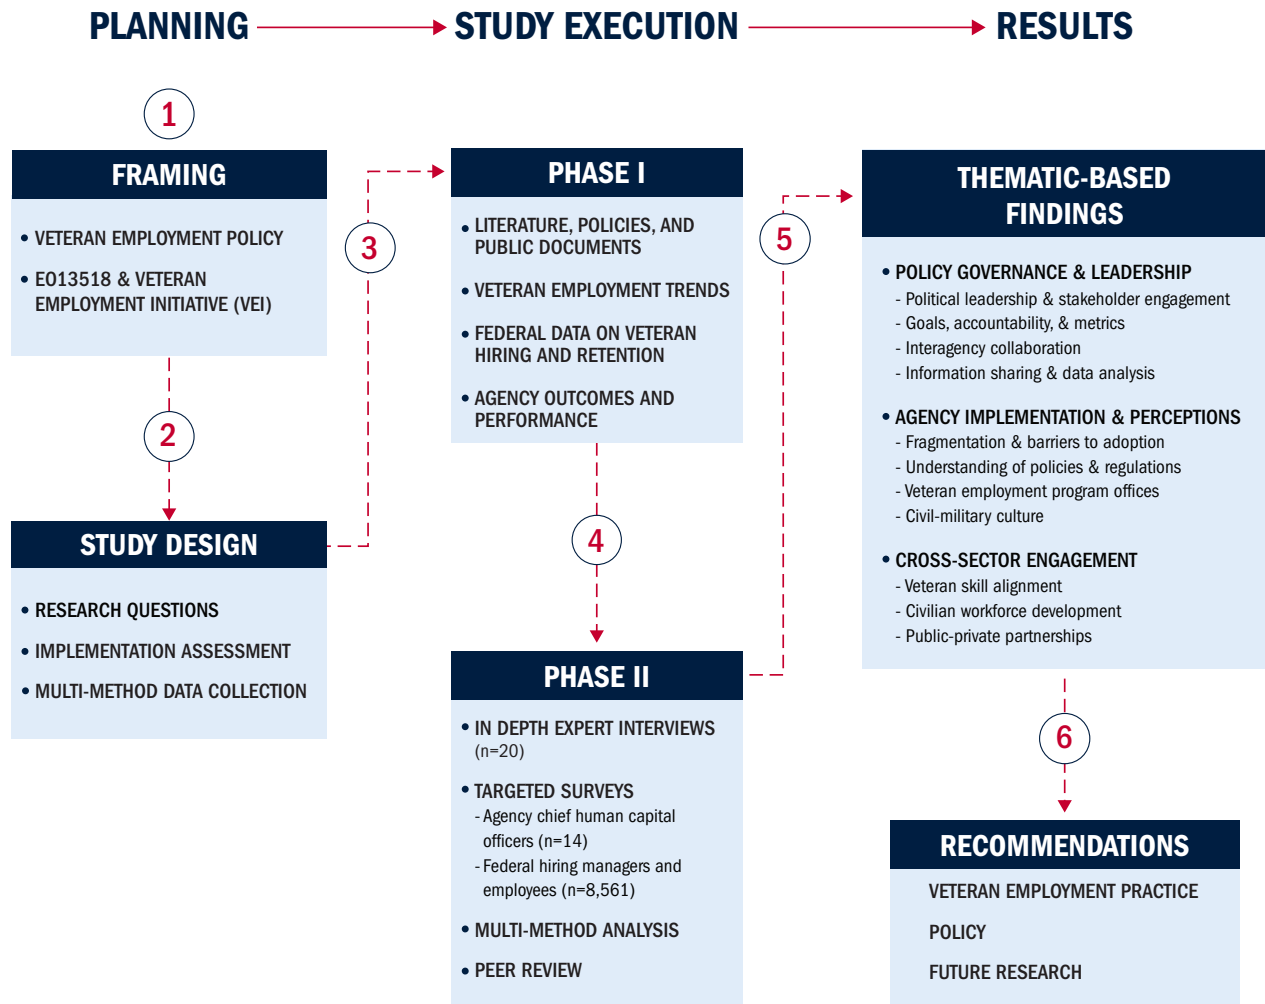 PLANNING
STUDY EXECUTION
RESULTS
1
FRAMING
• VETERAN EMPLOYMENT POLICY
• EO13518 & VETERAN
EMPLOYMENT INITIATIVE (VEI)
2
STUDY DESIGN
• RESEARCH QUESTIONS
• IMPLEMENTATION ASSESSMENT
• MULTI-METHOD DATA COLLECTION
3
PHASE I
• LITERATURE, POLICIES, AND
PUBLIC DOCUMENTS
• VETERAN EMPLOYMENT TRENDS
• FEDERAL DATA ON VETERAN
HIRING AND RETENTION
• AGENCY OUTCOMES AND
PERFORMANCE
4
PHASE II
• IN DEPTH EXPERT INTERVIEWS
(n=20)
• TARGETED SURVEYS
- Agency chief human capital
officers (n=14)
- Federal hiring managers and
employees (n=8,561)
• MULTI-METHOD ANALYSIS
• PEER REVIEW
5
THEMATIC-BASED
FINDINGS
• POLICY GOVERNANCE & LEADERSHIP
- Political leadership & stakeholder engagement
- Goals, accountability, & metrics
- Interagency collaboration
- Information sharing & data analysis
• AGENCY IMPLEMENTATION & PERCEPTIONS
- Fragmentation & barriers to adoption
- Understanding of policies & regulations
- Veteran employment program offices
- Civil-military culture
• CROSS-SECTOR ENGAGEMENT
- Veteran skill alignment
- Civilian workforce development
- Public-private partnerships
6
RECOMMENDATIONS
VETERAN EMPLOYMENT PRACTICE
POLICY
FUTURE RESEARCH